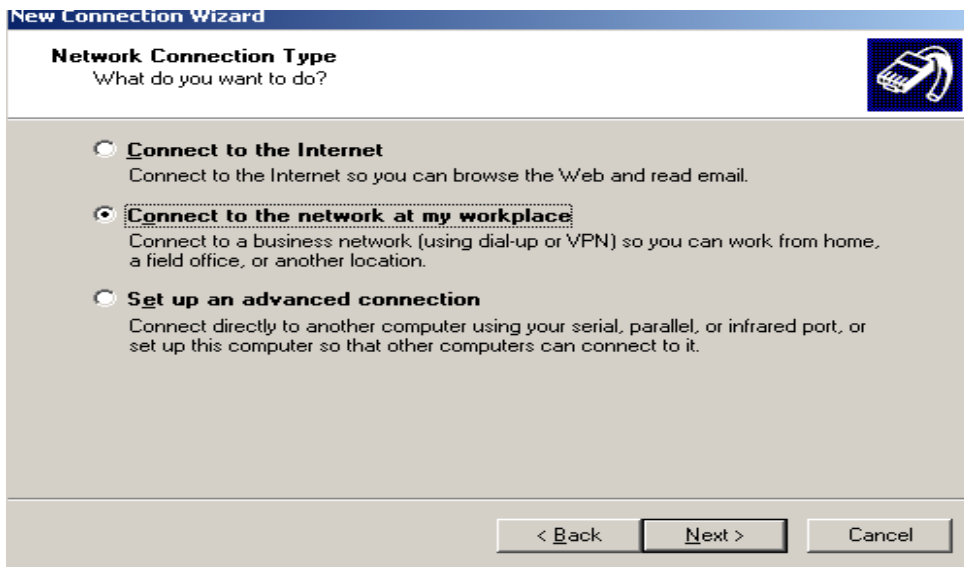 New Connection Wizard
Network Connection Type
What do you want to do?
Connect to the Internet
Connect to the Internet so you can browse the Web and read email.
Connect to the network at my workplace
Connect to a business network (using dial-up or VPN) so you can work from home,
a field office, or another location.
Set up an advanced connection
Connect directly to another computer using your serial, parallel, or infrared port, or
set up this computer so that other computers can connect to it.
< Back Next > Cancel